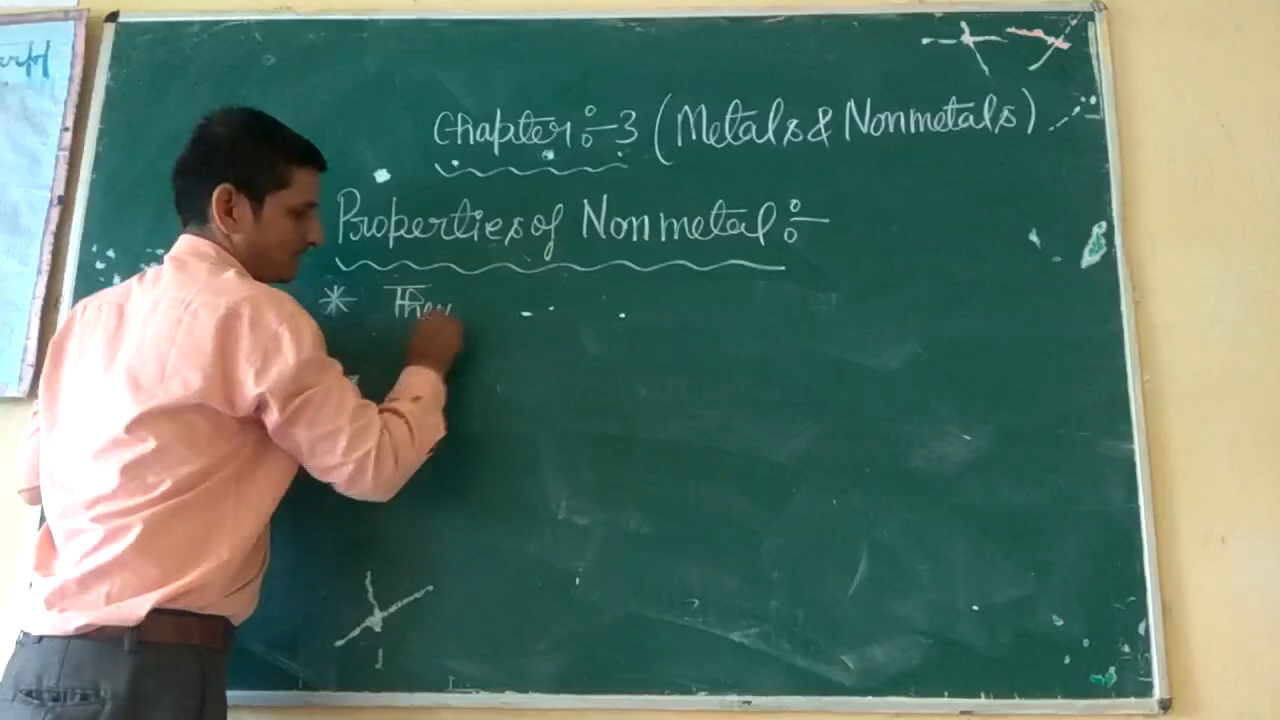 Chapter :- 3 (Metals & Nonmetals)
Properties of Nonmetal :-
* They